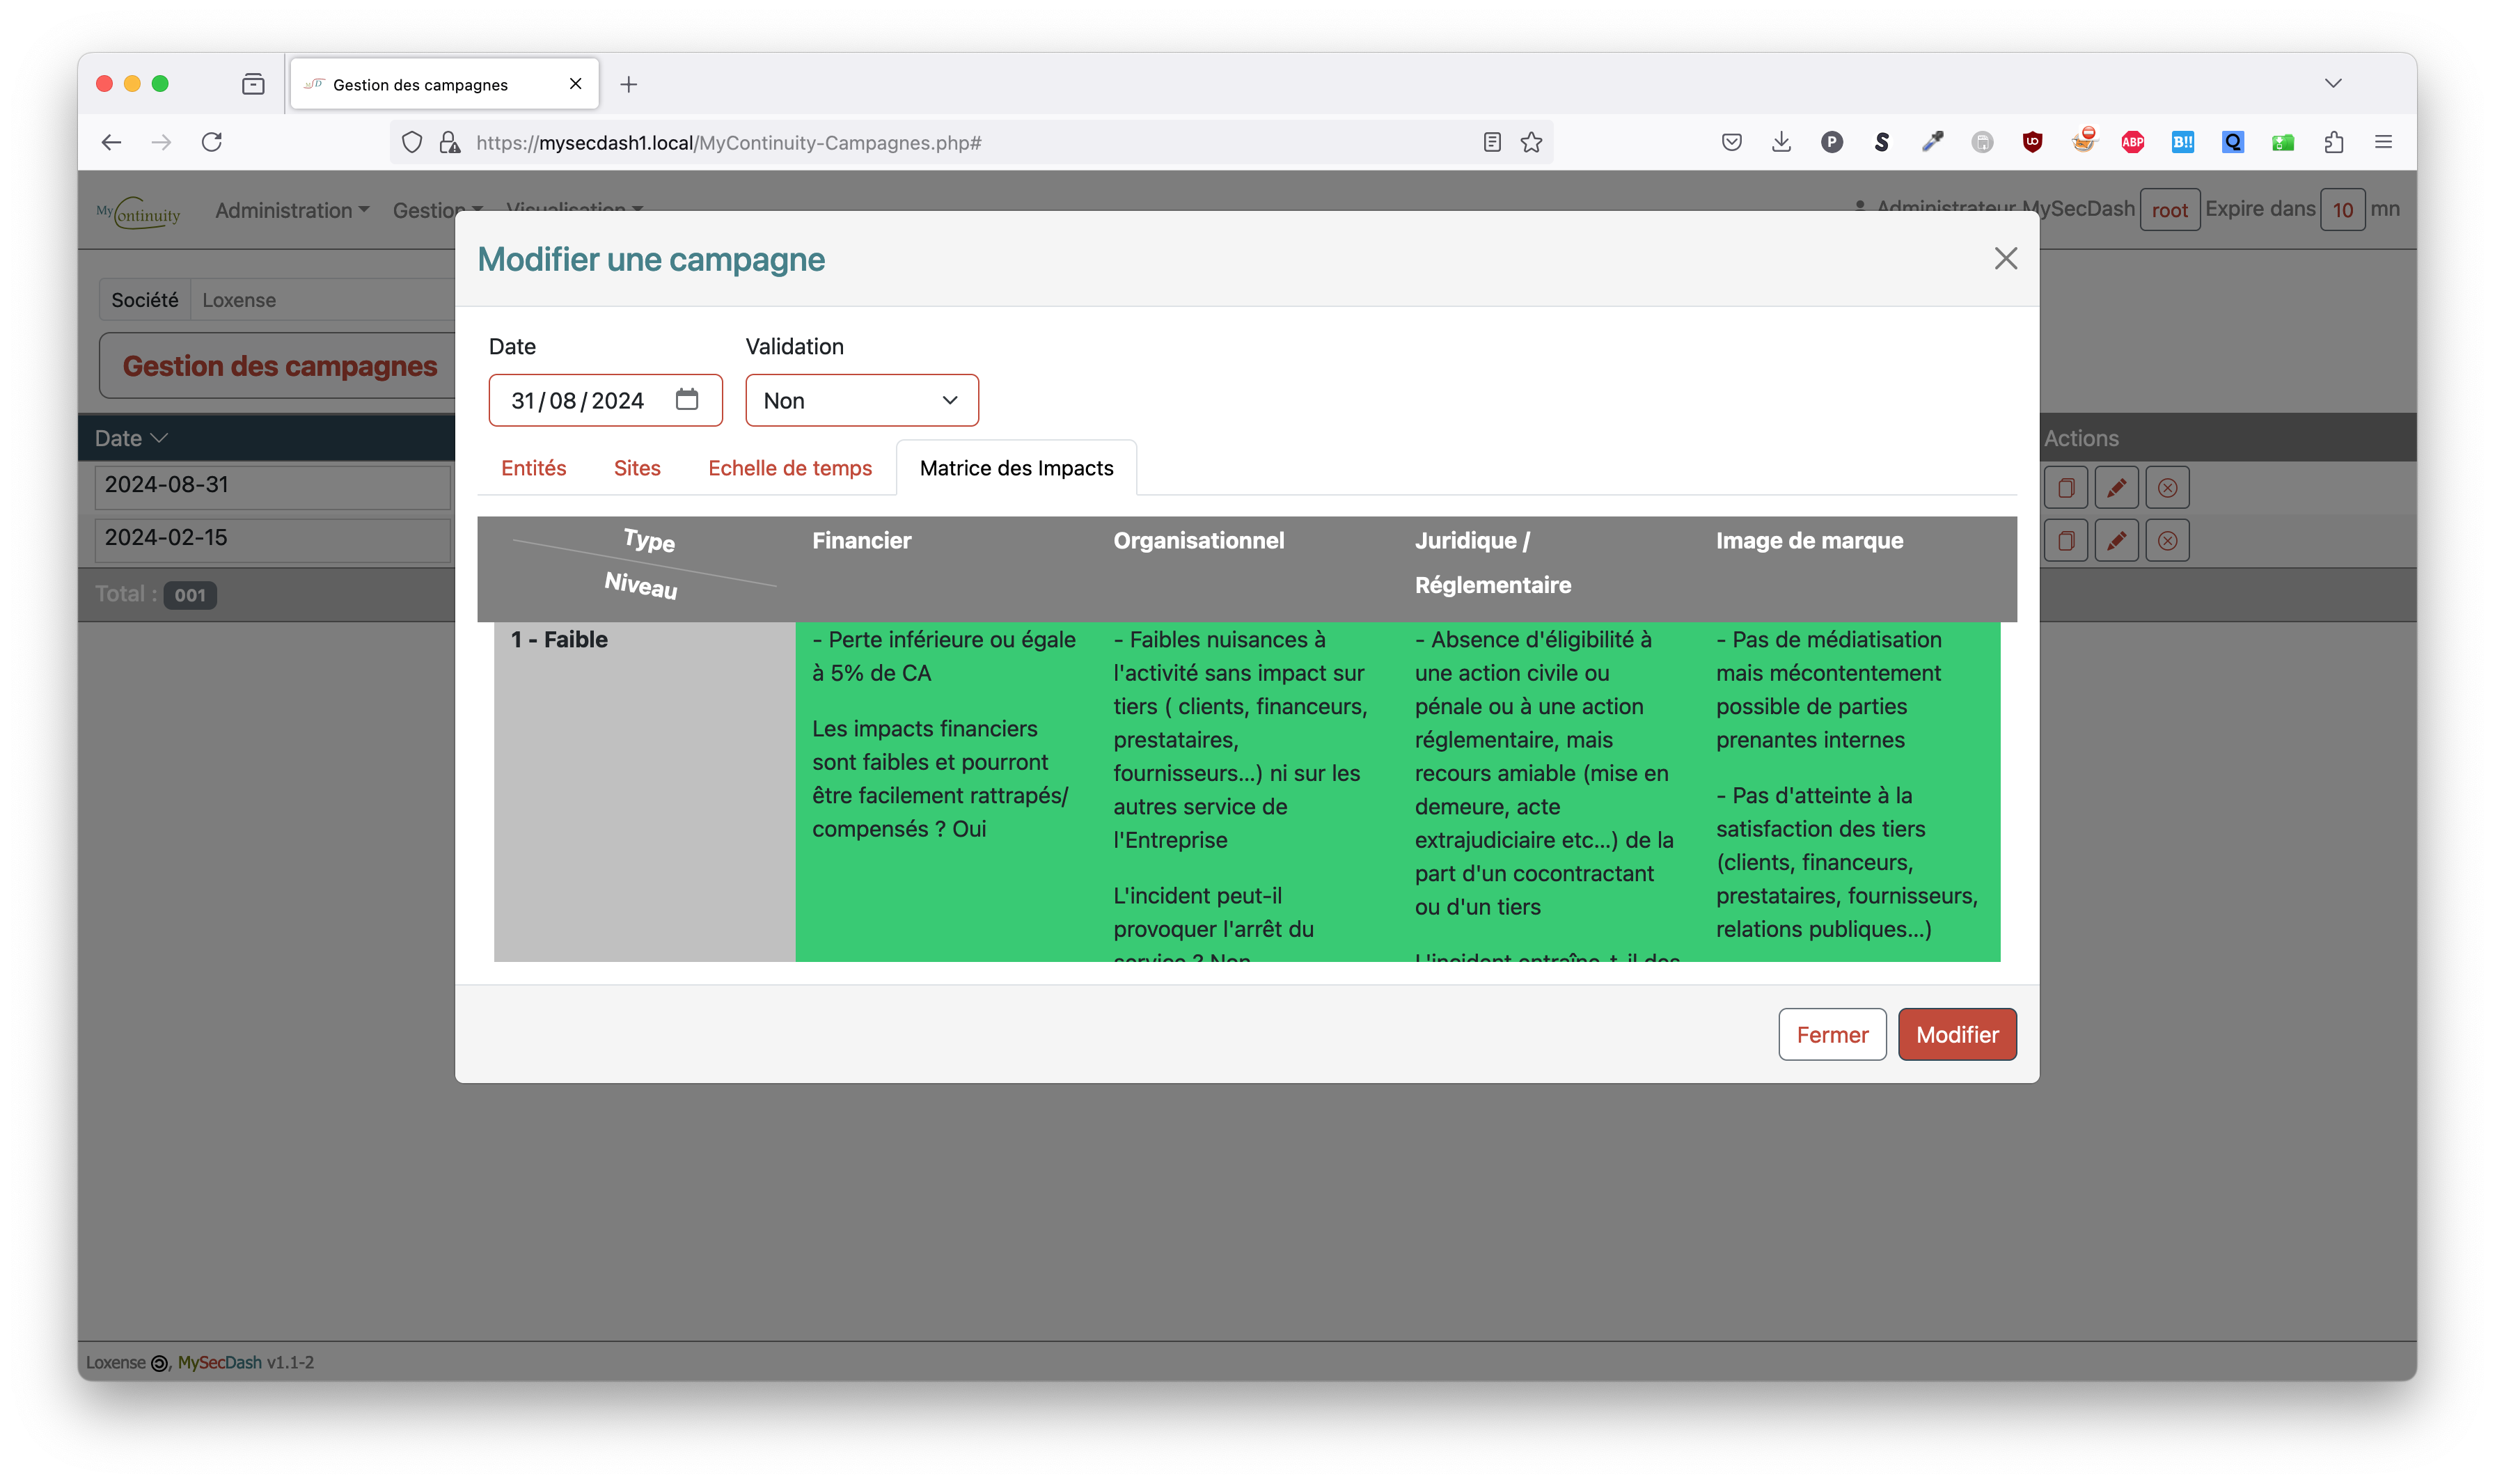 Gestion des campagnes
https://mysecdash1.local/MyContinuity-Campagnes.php#
MyContinuity Administration Gestion Visualisation Administrateur MySecDash root Expire dans 10 mn
Société Loxense
Gestion des campagnes
Date Actions
2024-08-31
2024-02-15
Total : 001
Modifier une campagne
Date Validation
31/08/2024 Non
Entités Sites Echelle de temps Matrice des Impacts
Type
Niveau
Financier
Organisationnel
Juridique /
Réglementaire
Image de marque
1 - Faible
- Perte inférieure ou égale
à 5% de CA
Les impacts financiers
sont faibles et pourront
être facilement rattrapés/
compensés ? Oui
- Faibles nuisances à
l'activité sans impact sur
tiers ( clients, financeurs,
prestataires,
fournisseurs...) ni sur les
autres service de
l'Entreprise
L'incident peut-il
provoquer l'arrêt du
service ? Non
- Absence d'éligibilité à
une action civile ou
pénale ou à une action
réglementaire, mais
recours amiable (mise en
demeure, acte
extrajudiciaire etc...) de la
part d'un cocontractant
ou d'un tiers
L'incident entraîne-t-il des
- Pas de médiatisation
mais mécontentement
possible de parties
prenantes internes
- Pas d'atteinte à la
satisfaction des tiers
(clients, financeurs,
prestataires, fournisseurs,
relations publiques...)
Fermer Modifier
Loxense , MySecDash v1.1-2
P
S
ABP
B!!
Q